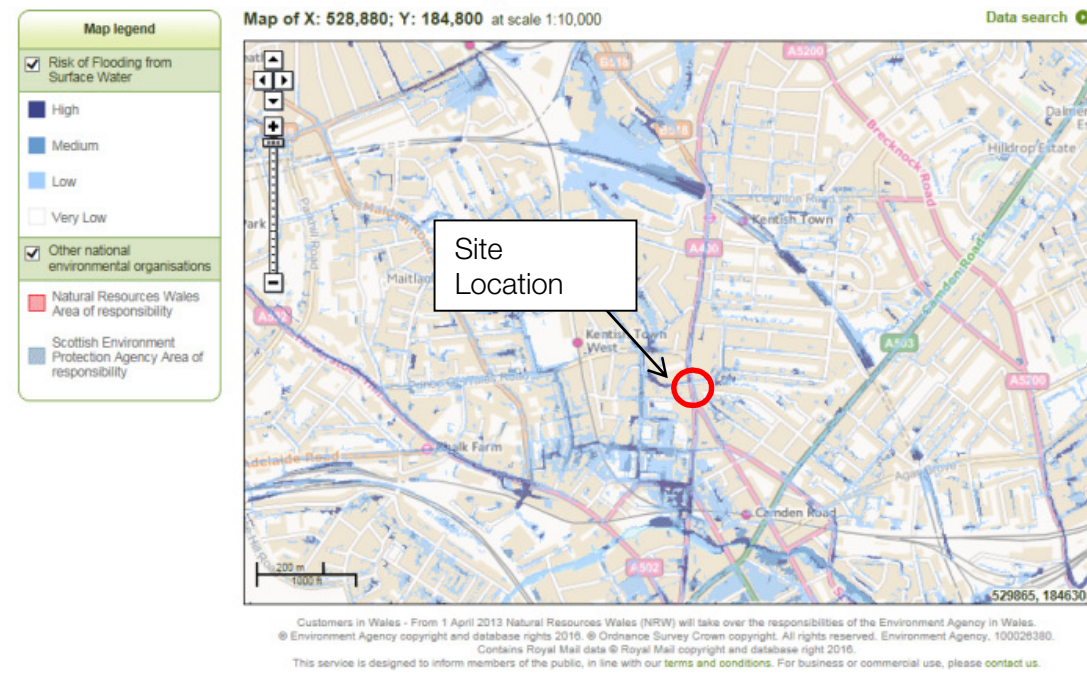 Map legend
Risk of Flooding from
Surface Water
High
Medium
Low
Very Low
Other national
environmental organisations
Natural Resources Wales
Area of responsibility
Scottish Environment
Protection Agency Area of
responsibility
Map of X: 528,880; Y: 184,800 at scale 1:10,000
Data search
A5200
B518
B518
Brecknock Road
Hilldrop Estate
Kentish Town
A400
Site
Location
Kentish Town
West
Camden Road
A503
A5200
Chalk Farm
Adelaide Road
Camden Road
A502
200 m
1000 ft
529865, 184630
Customers in Wales - From 1 April 2013 Natural Resources Wales (NRW) will take over the responsibilities of the Environment Agency in Wales.
© Environment Agency copyright and database rights 2016. © Ordnance Survey Crown copyright. All rights reserved. Environment Agency, 100026380.
Contains Royal Mail data © Royal Mail copyright and database right 2016.
This service is designed to inform members of the public, in line with our terms and conditions. For business or commercial use, please contact us.